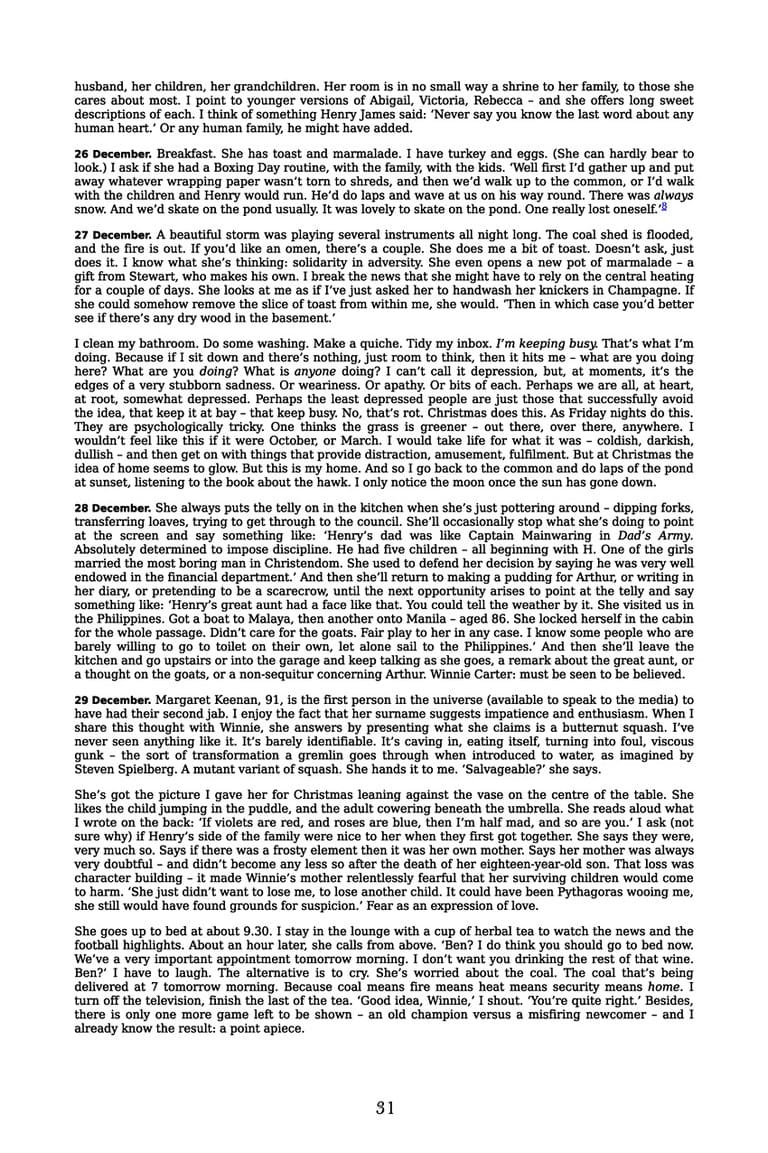 husband, her children, her grandchildren. Her room is in no small way a shrine to her family, to those she
cares about most. I point to younger versions of Abigail, Victoria, Rebecca – and she offers long sweet
descriptions of each. I think of something Henry James said: ‘Never say you know the last word about any
human heart.’ Or any human family, he might have added.
26 December. Breakfast. She has toast and marmalade. I have turkey and eggs. (She can hardly bear to
look.) I ask if she had a Boxing Day routine, with the family, with the kids. ‘Well first I’d gather up and put
away whatever wrapping paper wasn’t torn to shreds, and then we’d walk up to the common, or I’d walk
with the children and Henry would run. He’d do laps and wave at us on his way round. There was always
snow. And we’d skate on the pond usually. It was lovely to skate on the pond. One really lost oneself.’8
27 December. A beautiful storm was playing several instruments all night long. The coal shed is flooded,
and the fire is out. If you’d like an omen, there’s a couple. She does me a bit of toast. Doesn’t ask, just
does it. I know what she’s thinking: solidarity in adversity. She even opens a new pot of marmalade – a
gift from Stewart, who makes his own. I break the news that she might have to rely on the central heating
for a couple of days. She looks at me as if I’ve just asked her to handwash her knickers in Champagne. If
she could somehow remove the slice of toast from within me, she would. ‘Then in which case you’d better
see if there’s any dry wood in the basement.’
I clean my bathroom. Do some washing. Make a quiche. Tidy my inbox. I’m keeping busy. That’s what I’m
doing. Because if I sit down and there’s nothing, just room to think, then it hits me – what are you doing
here? What are you doing? What is anyone doing? I can’t call it depression, but, at moments, it’s the
edges of a very stubborn sadness. Or weariness. Or apathy. Or bits of each. Perhaps we are all, at heart,
at root, somewhat depressed. Perhaps the least depressed people are just those that successfully avoid
the idea, that keep it at bay – that keep busy. No, that’s rot. Christmas does this. As Friday nights do this.
They are psychologically tricky. One thinks the grass is greener – out there, over there, anywhere. I
wouldn’t feel like this if it were October, or March. I would take life for what it was – coldish, darkish,
dullish – and then get on with things that provide distraction, amusement, fulfilment. But at Christmas the
idea of home seems to glow. But this is my home. And so I go back to the common and do laps of the pond
at sunset, listening to the book about the hawk. I only notice the moon once the sun has gone down.
28 December. She always puts the telly on in the kitchen when she’s just pottering around – dipping forks,
transferring loaves, trying to get through to the council. She’ll occasionally stop what she’s doing to point
at the screen and say something like: ‘Henry’s dad was like Captain Mainwaring in Dad’s Army.
Absolutely determined to impose discipline. He had five children – all beginning with H. One of the girls
married the most boring man in Christendom. She used to defend her decision by saying he was very well
endowed in the financial department.’ And then she’ll return to making a pudding for Arthur, or writing in
her diary, or pretending to be a scarecrow, until the next opportunity arises to point at the telly and say
something like: ‘Henry’s great aunt had a face like that. You could tell the weather by it. She visited us in
the Philippines. Got a boat to Malaya, then another onto Manila – aged 86. She locked herself in the cabin
for the whole passage. Didn’t care for the goats. Fair play to her in any case. I know some people who are
barely willing to go to toilet on their own, let alone sail to the Philippines.’ And then she’ll leave the
kitchen and go upstairs or into the garage and keep talking as she goes, a remark about the great aunt, or
a thought on the goats, or a non-sequitur concerning Arthur. Winnie Carter: must be seen to be believed.
29 December. Margaret Keenan, 91, is the first person in the universe (available to speak to the media) to
have had their second jab. I enjoy the fact that her surname suggests impatience and enthusiasm. When I
share this thought with Winnie, she answers by presenting what she claims is a butternut squash. I’ve
never seen anything like it. It’s barely identifiable. It’s caving in, eating itself, turning into foul, viscous
gunk – the sort of transformation a gremlin goes through when introduced to water, as imagined by
Steven Spielberg. A mutant variant of squash. She hands it to me. ‘Salvageable?’ she says.
She’s got the picture I gave her for Christmas leaning against the vase on the centre of the table. She
likes the child jumping in the puddle, and the adult cowering beneath the umbrella. She reads aloud what
I wrote on the back: ‘If violets are red, and roses are blue, then I’m half mad, and so are you.’ I ask (not
sure why) if Henry’s side of the family were nice to her when they first got together. She says they were,
very much so. Says if there was a frosty element then it was her own mother. Says her mother was always
very doubtful – and didn’t become any less so after the death of her eighteen-year-old son. That loss was
character building – it made Winnie’s mother relentlessly fearful that her surviving children would come
to harm. ‘She just didn’t want to lose me, to lose another child. It could have been Pythagoras wooing me,
she still would have found grounds for suspicion.’ Fear as an expression of love.
She goes up to bed at about 9.30. I stay in the lounge with a cup of herbal tea to watch the news and the
football highlights. About an hour later, she calls from above. ‘Ben? I do think you should go to bed now.
We’ve a very important appointment tomorrow morning. I don’t want you drinking the rest of that wine.
Ben?’ I have to laugh. The alternative is to cry. She’s worried about the coal. The coal that’s being
delivered at 7 tomorrow morning. Because coal means fire means heat means security means home. I
turn off the television, finish the last of the tea. ‘Good idea, Winnie,’ I shout. ‘You’re quite right.’ Besides,
there is only one more game left to be shown – an old champion versus a misfiring newcomer – and I
already know the result: a point apiece.
31